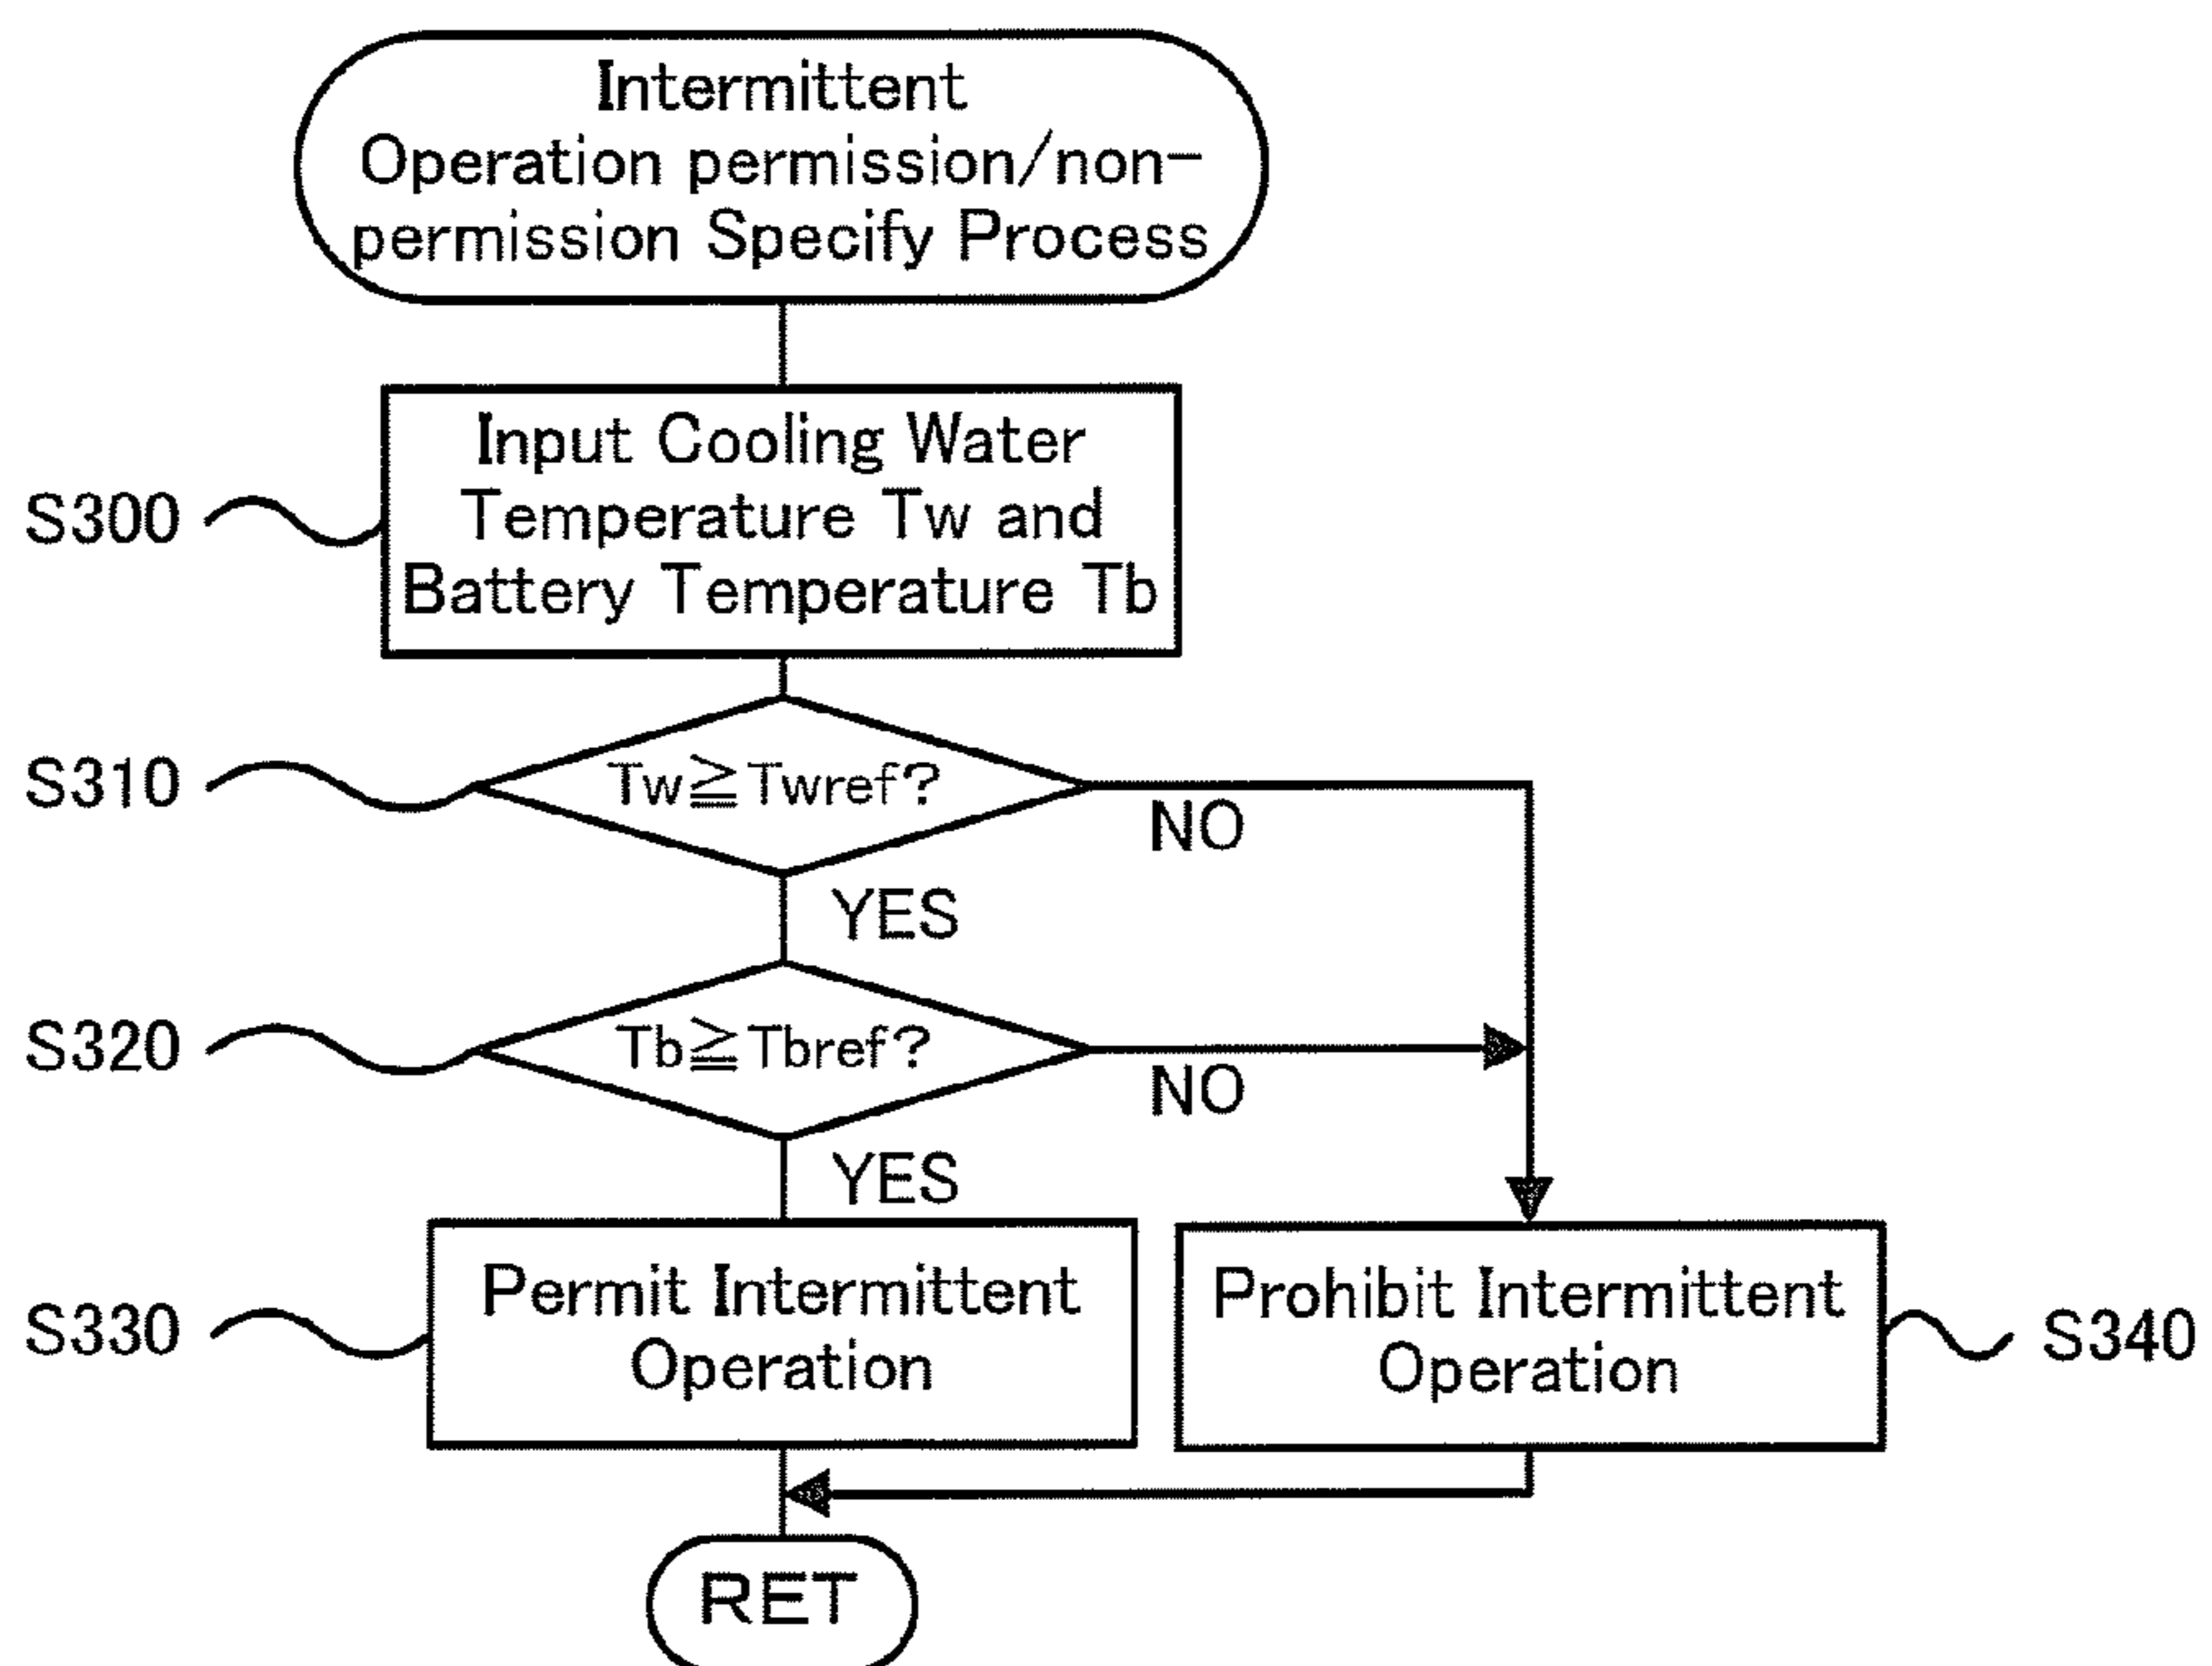 Intermittent
Operation permission/non-
permission Specify Process
S300
Input Cooling Water
Temperature Tw and
Battery Temperature Tb
S310
Tw≧Twref?
NO
YES
S320
Tb≧Tbref?
NO
YES
S330
Permit Intermittent
Operation
Prohibit Intermittent
Operation
S340
RET